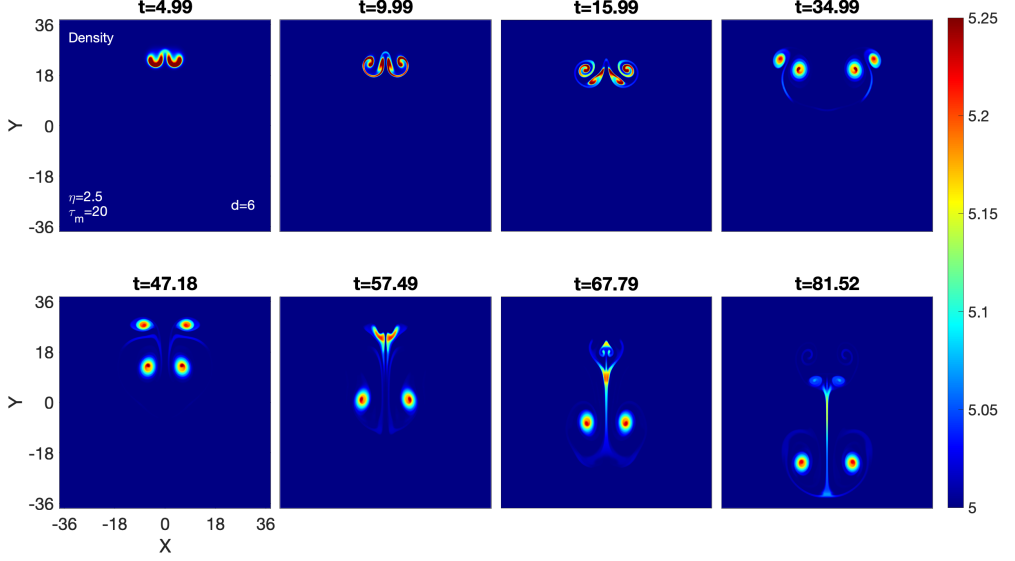 t=4.99 t=9.99 t=15.99 t=34.99
36 5.25
Density
18
5.2
Y 0
5.15
-18
η=2.5
τm=20 d=6
-36
5.1
t=47.18 t=57.49 t=67.79 t=81.52
36
18
5.05
Y 0
-18
-36 5
-36 -18 0 18 36
X